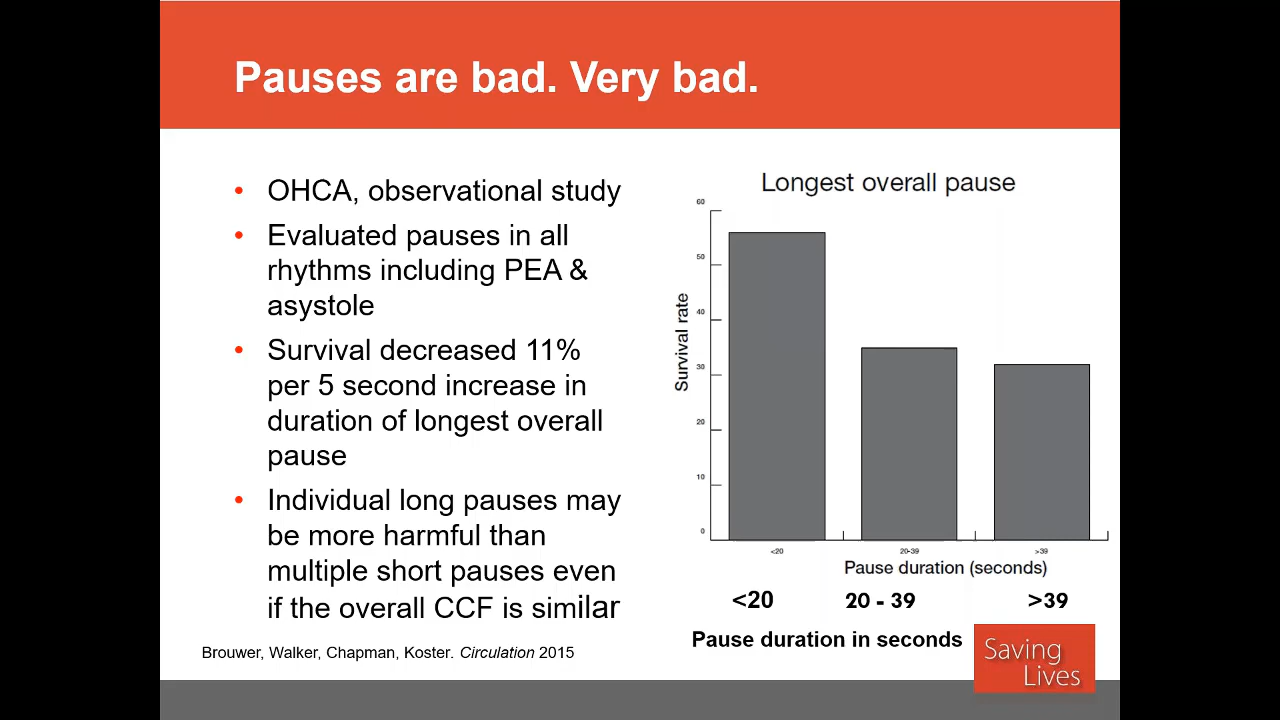 Pauses are bad. Very bad.
• OHCA, observational study
• Evaluated pauses in all
rhythms including PEA &
asystole
• Survival decreased 11%
per 5 second increase in
duration of longest overall
pause
• Individual long pauses may
be more harmful than
multiple short pauses even
if the overall CCF is similar
Brouwer, Walker, Chapman, Koster. Circulation 2015
Longest overall pause
60
50
40
30
20
10
0
Survival rate
<20 20-39 >39
Pause duration (seconds)
<20 20 - 39 >39
Pause duration in seconds
Saving
Lives